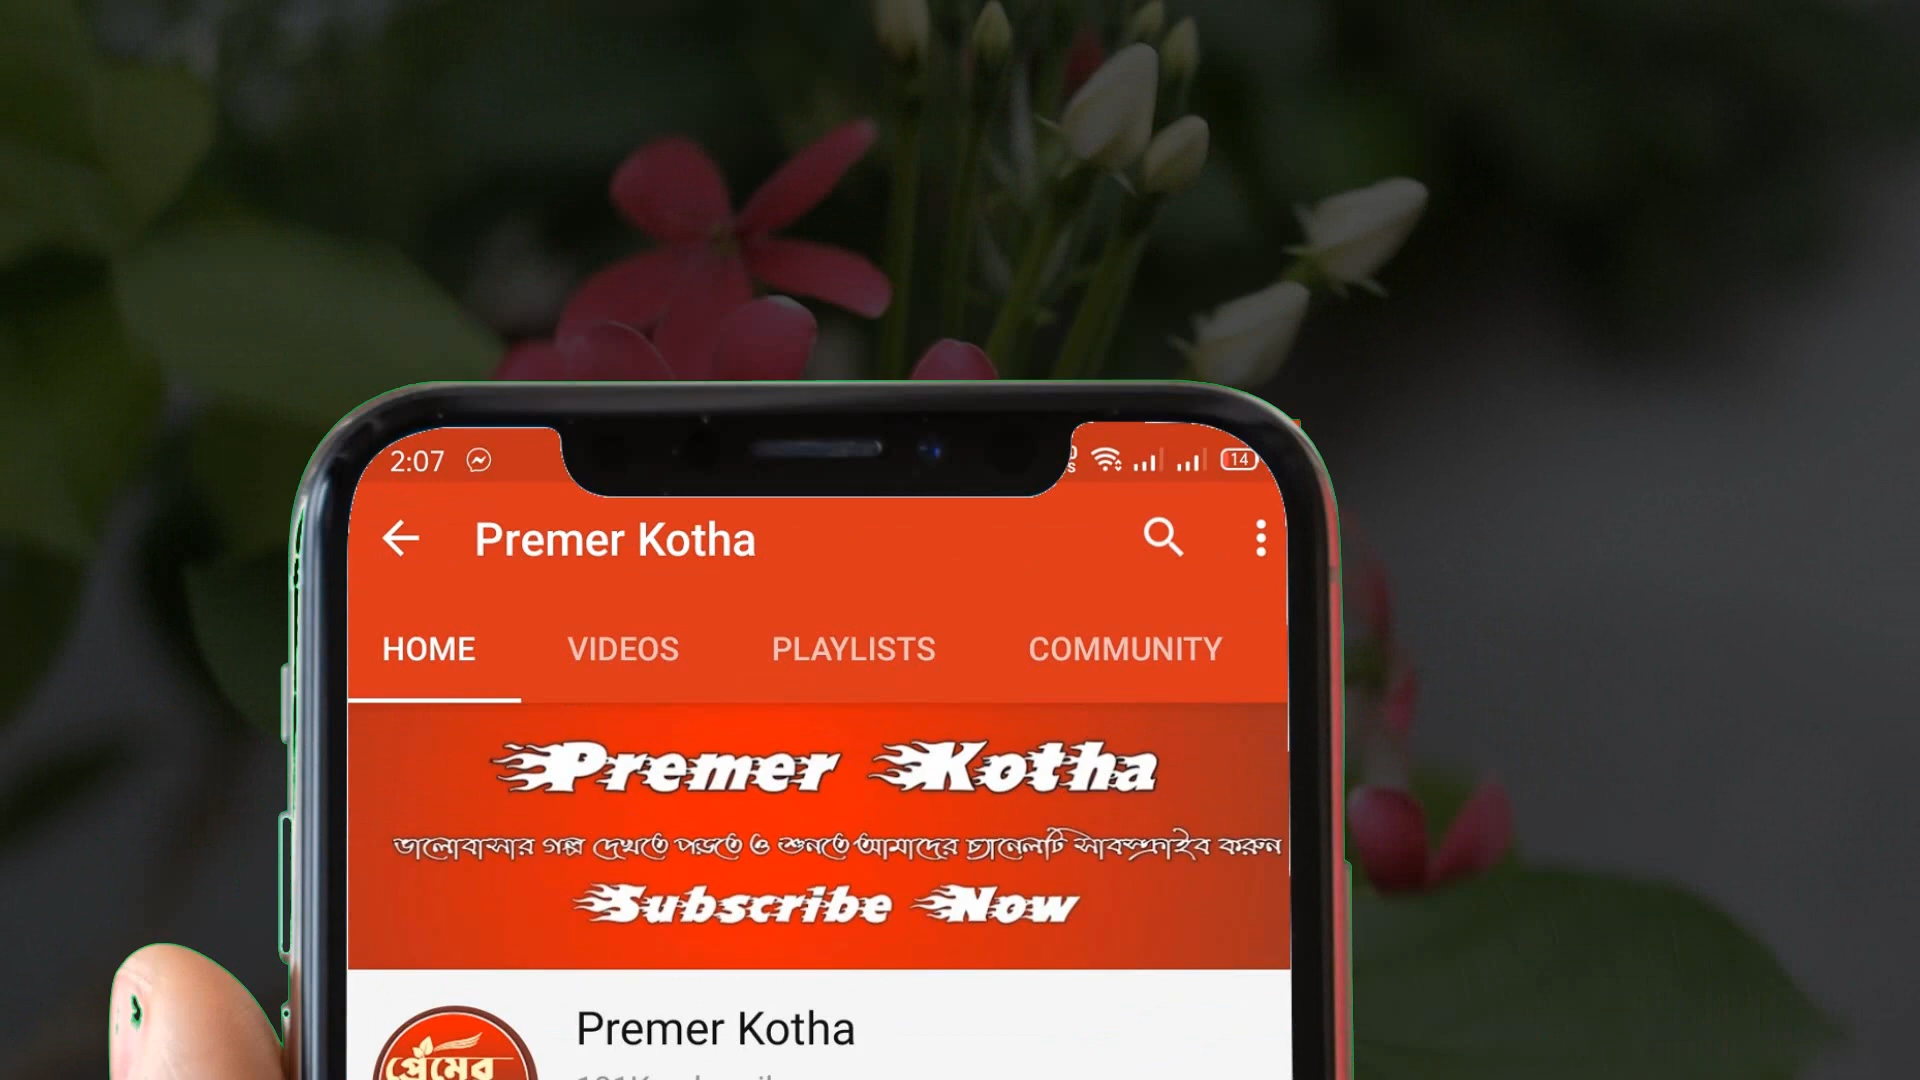 2:07 14
Premer Kotha
HOME VIDEOS PLAYLISTS COMMUNITY
Premer Kotha
ভালোবাসার গল্প দেখতে পড়তে ও শুনতে আমাদের চ্যানেলটি সাবস্ক্রাইব করুন
Subscribe Now
Premer Kotha
প্রেমের